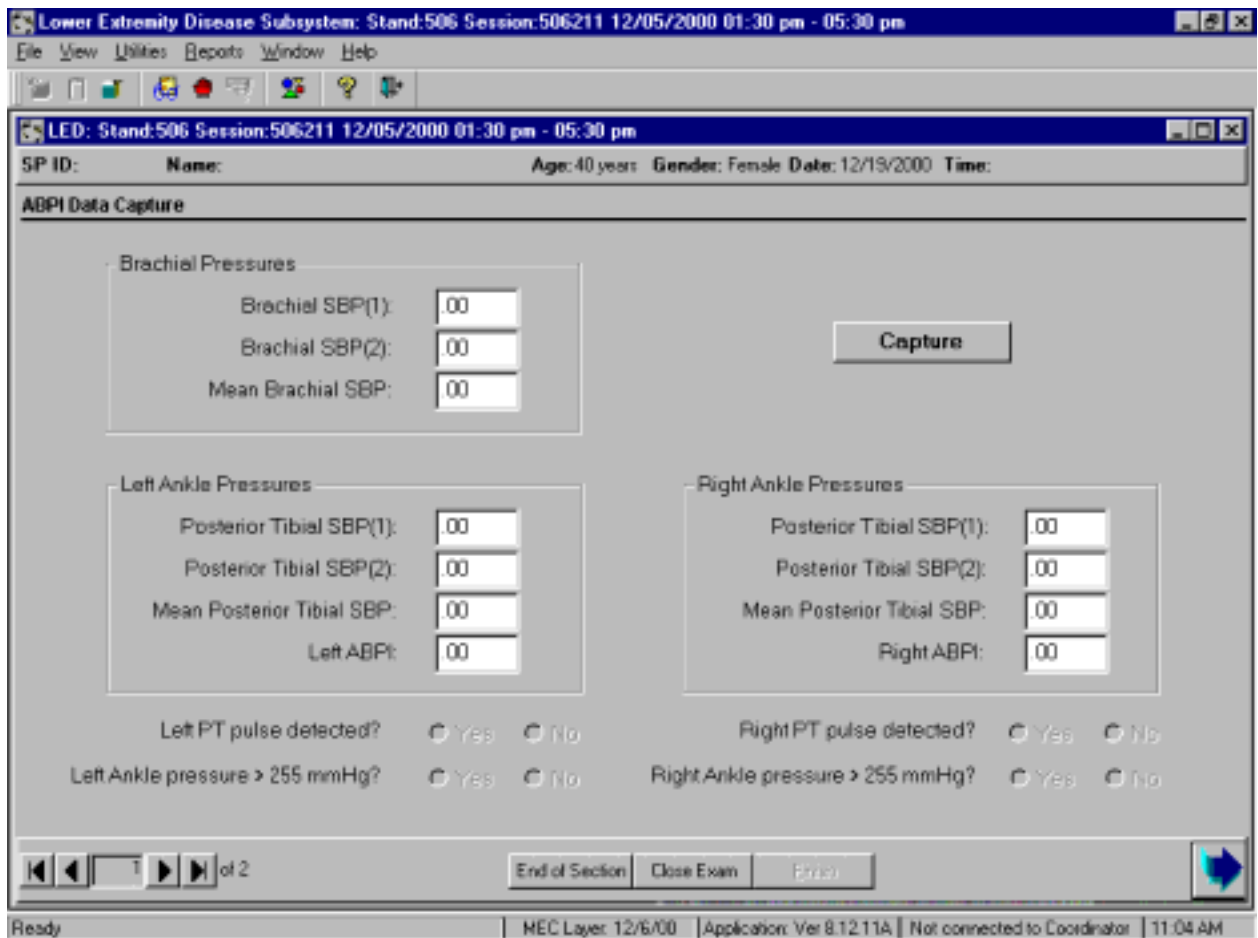 Lower Extremity Disease Subsystem: Stand:506 Session:506211 12/05/2000 01:30 pm - 05:30 pm
File View Utilities Reports Window Help
LED: Stand:506 Session:506211 12/05/2000 01:30 pm - 05:30 pm
SP ID: Name: Age: 40 years Gender: Female Date: 12/19/2000 Time:
ABPI Data Capture
Brachial Pressures
Brachial SBP(1): .00
Brachial SBP(2): .00
Capture
Mean Brachial SBP: .00
Left Ankle Pressures
Posterior Tibial SBP(1): .00
Posterior Tibial SBP(2): .00
Mean Posterior Tibial SBP: .00
Left ABPI: .00
Right Ankle Pressures
Posterior Tibial SBP(1): .00
Posterior Tibial SBP(2): .00
Mean Posterior Tibial SBP: .00
Right ABPI: .00
Left PT pulse detected? Yes No
Left Ankle pressure > 255 mmHg? Yes No
Right PT pulse detected? Yes No
Right Ankle pressure > 255 mmHg? Yes No
1 of 2 End of Section Close Exam Finish
Ready MEC Layer: 12/6/00 Application: Ver 8.12.11A Not connected to Coordinator 11:04 AM